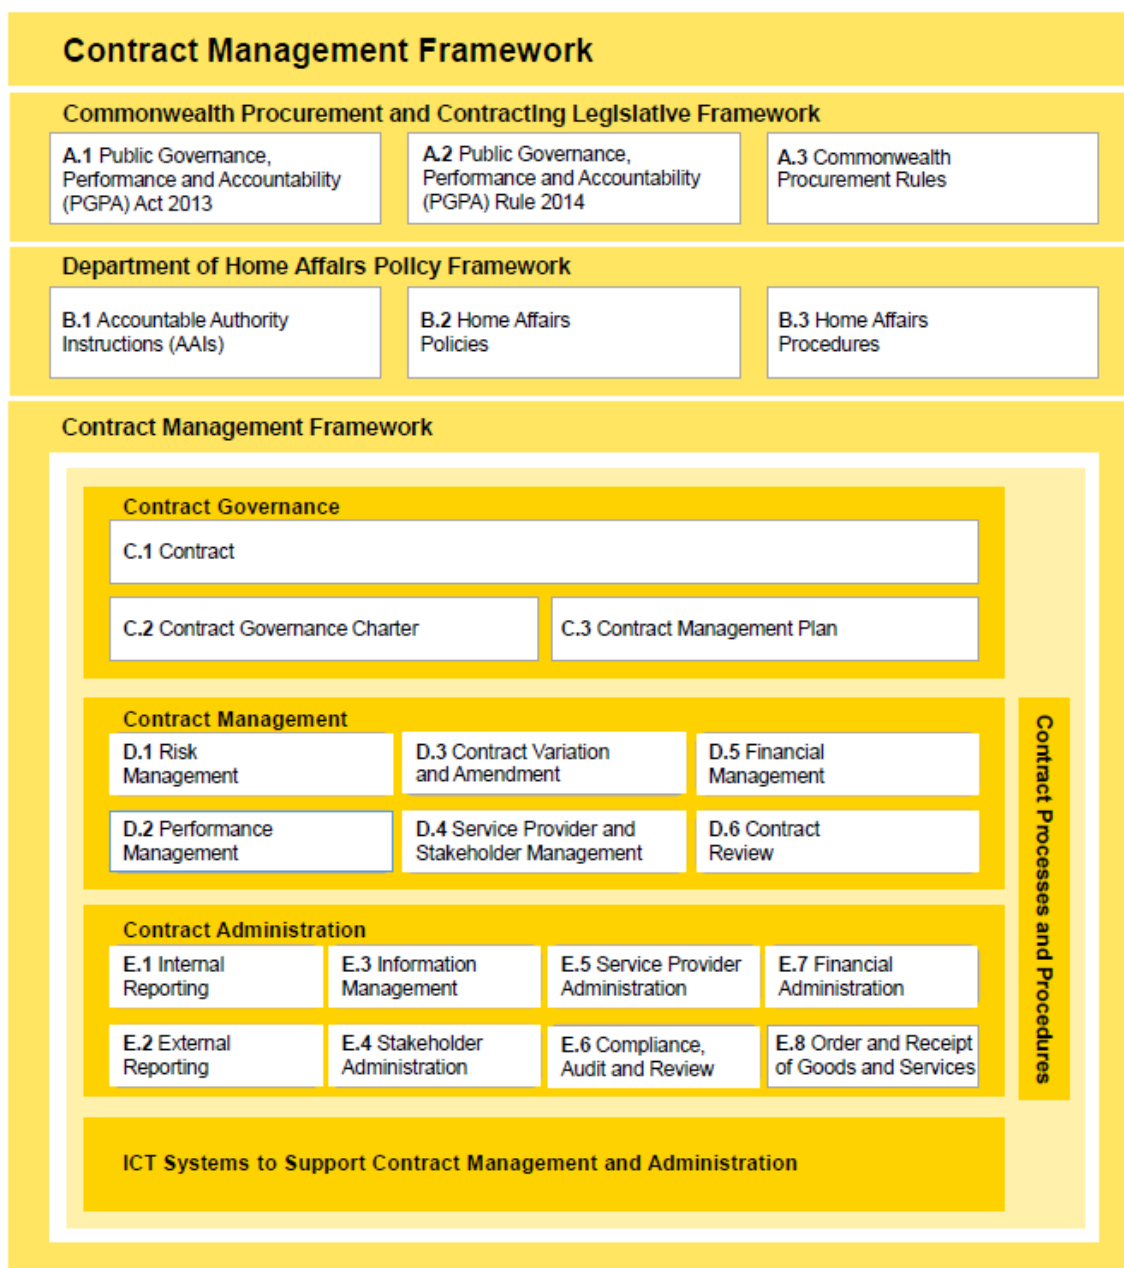 Contract Management Framework
Commonwealth Procurement and Contracting Legislative Framework
A.1 Public Governance,
Performance and Accountability
(PGPA) Act 2013
A.2 Public Governance,
Performance and Accountability
(PGPA) Rule 2014
A.3 Commonwealth
Procurement Rules
Department of Home Affairs Policy Framework
B.1 Accountable Authority
Instructions (AAIs)
B.2 Home Affairs
Policies
B.3 Home Affairs
Procedures
Contract Management Framework
Contract Governance
C.1 Contract
C.2 Contract Governance Charter
C.3 Contract Management Plan
Contract Management
D.1 Risk
Management
D.3 Contract Variation
and Amendment
D.5 Financial
Management
D.2 Performance
Management
D.4 Service Provider and
Stakeholder Management
D.6 Contract
Review
Contract Administration
E.1 Internal
Reporting
E.3 Information
Management
E.5 Service Provider
Administration
E.7 Financial
Administration
E.2 External
Reporting
E.4 Stakeholder
Administration
E.6 Compliance,
Audit and Review
E.8 Order and Receipt
of Goods and Services
Contract Processes and Procedures
ICT Systems to Support Contract Management and Administration